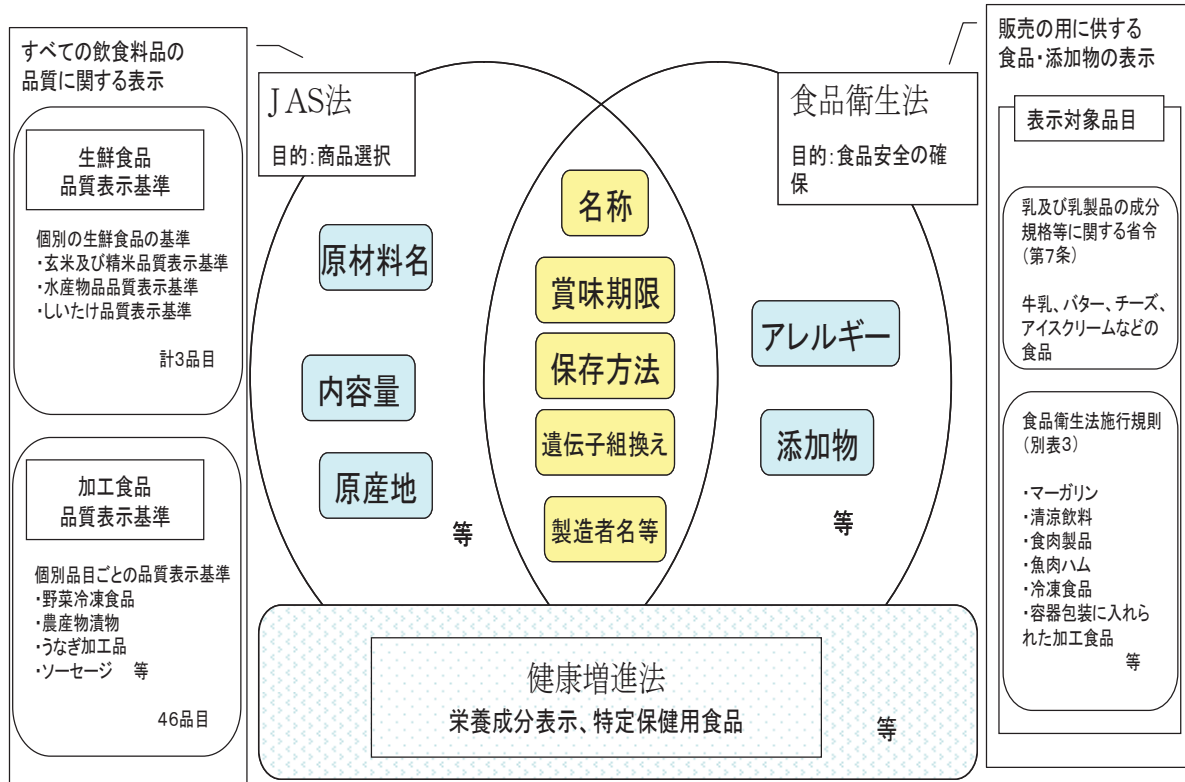 すべての飲食料品の
品質に関する表示
生鮮食品
品質表示基準
個別の生鮮食品の基準
・玄米及び精米品質表示基準
・水産物品品質表示基準
・しいたけ品質表示基準
計3品目
加工食品
品質表示基準
個別品目ごとの品質表示基準
・野菜冷凍食品
・農産物漬物
・うなぎ加工品
・ソーセージ 等
46品目
JAS法
目的:商品選択
原材料名
内容量
原産地
等
名称
賞味期限
保存方法
遺伝子組換え
製造者名等
食品衛生法
目的:食品安全の確
保
アレルギー
添加物
等
健康増進法
栄養成分表示、特定保健用食品
等
販売の用に供する
食品・添加物の表示
表示対象品目
乳及び乳製品の成分
規格等に関する省令
(第7条)
牛乳、バター、チーズ、
アイスクリームなどの
食品
食品衛生法施行規則
(別表3)
・マーガリン
・清涼飲料
・食肉製品
・魚肉ハム
・冷凍食品
・容器包装に入れら
れた加工食品
等